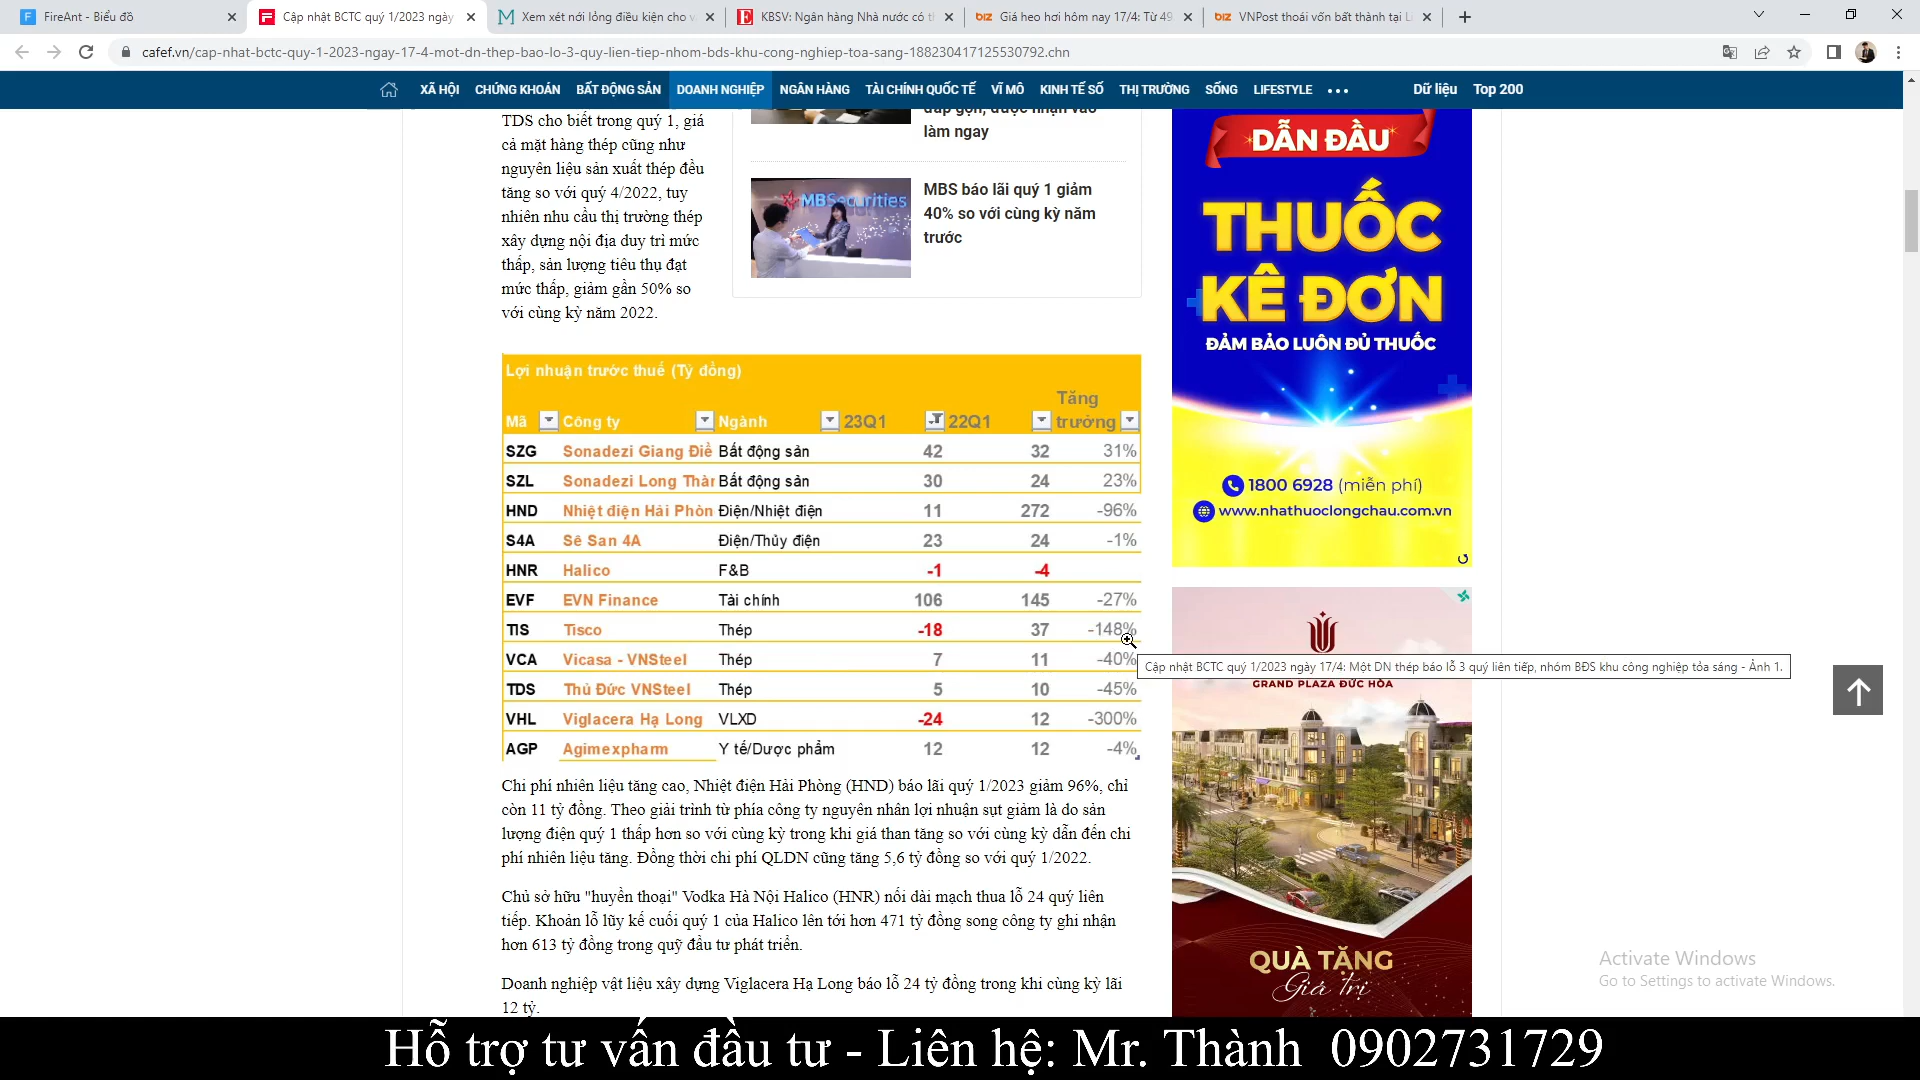 FireAnt - Biểu đồ
Cập nhật BCTC quý 1/2023 ngày
Xem xét nới lỏng điều kiện cho v
KBSV: Ngân hàng Nhà nước có t
Giá heo hơi hôm nay 17/4: Từ 49
VNPost thoái vốn bất thành tại L
cafef.vn/cap-nhat-bctc-quy-1-2023-ngay-17-4-mot-dn-thep-bao-lo-3-quy-lien-tiep-nhom-bds-khu-cong-nghiep-toa-sang-188230417125530792.chn
XÃ HỘI CHỨNG KHOÁN BẤT ĐỘNG SẢN DOANH NGHIỆP NGÂN HÀNG TÀI CHÍNH QUỐC TẾ VĨ MÔ KINH TẾ SỐ THỊ TRƯỜNG SỐNG LIFESTYLE ••• Dữ liệu Top 200
TDS cho biết trong quý 1, giá
cả mặt hàng thép cũng như
nguyên liệu sản xuất thép đều
tăng so với quý 4/2022, tuy
nhiên nhu cầu thị trường thép
xây dựng nội địa duy trì mức
thấp, sản lượng tiêu thụ đạt
mức thấp, giảm gần 50% so
với cùng kỳ năm 2022.
làm ngay
MBSecurities
MBS báo lãi quý 1 giảm
40% so với cùng kỳ năm
trước
Lợi nhuận trước thuế (Tỷ đồng)
Mã Công ty Ngành 23Q1 22Q1 Tăng trưởng
SZG Sonadezi Giang Điề Bất động sản 42 32 31%
SZL Sonadezi Long Thàn Bất động sản 30 24 23%
HND Nhiệt điện Hải Phòn Điện/Nhiệt điện 11 272 -96%
S4A Sê San 4A Điện/Thủy điện 23 24 -1%
HNR Halico F&B -1 -4
EVF EVN Finance Tài chính 106 145 -27%
TIS Tisco Thép -18 37 -148%
VCA Vicasa - VNSteel Thép 7 11 -40%
TDS Thủ Đức VNSteel Thép 5 10 -45%
VHL Viglacera Hạ Long VLXD -24 12 -300%
AGP Agimexpharm Y tế/Dược phẩm 12 12 -4%
Cập nhật BCTC quý 1/2023 ngày 17/4: Một DN thép báo lỗ 3 quý liên tiếp, nhóm BĐS khu công nghiệp tỏa sáng - Ảnh 1.
Chi phí nhiên liệu tăng cao, Nhiệt điện Hải Phòng (HND) báo lãi quý 1/2023 giảm 96%, chỉ
còn 11 tỷ đồng. Theo giải trình từ phía công ty nguyên nhân lợi nhuận sụt giảm là do sản
lượng điện quý 1 thấp hơn so với cùng kỳ trong khi giá than tăng so với cùng kỳ dẫn đến chi
phí nhiên liệu tăng. Đồng thời chi phí QLDN cũng tăng 5,6 tỷ đồng so với quý 1/2022.
Chủ sở hữu "huyền thoại" Vodka Hà Nội Halico (HNR) nối dài mạch thua lỗ 24 quý liên
tiếp. Khoản lỗ lũy kế cuối quý 1 của Halico lên tới hơn 471 tỷ đồng song công ty ghi nhận
hơn 613 tỷ đồng trong quỹ đầu tư phát triển.
Doanh nghiệp vật liệu xây dựng Viglacera Hạ Long báo lỗ 24 tỷ đồng trong khi cùng kỳ lãi
12 tỷ.
DẪN ĐẦU
THUỐC
KÊ ĐƠN
ĐẢM BẢO LUÔN ĐỦ THUỐC
1800 6928 (miễn phí)
www.nhathuoclongchau.com.vn
GRAND PLAZA ĐỨC HÒA
QUÀ TẶNG
Giá trị
Activate Windows
Go to Settings to activate Windows.
Hỗ trợ tư vấn đầu tư - Liên hệ: Mr. Thành 0902731729